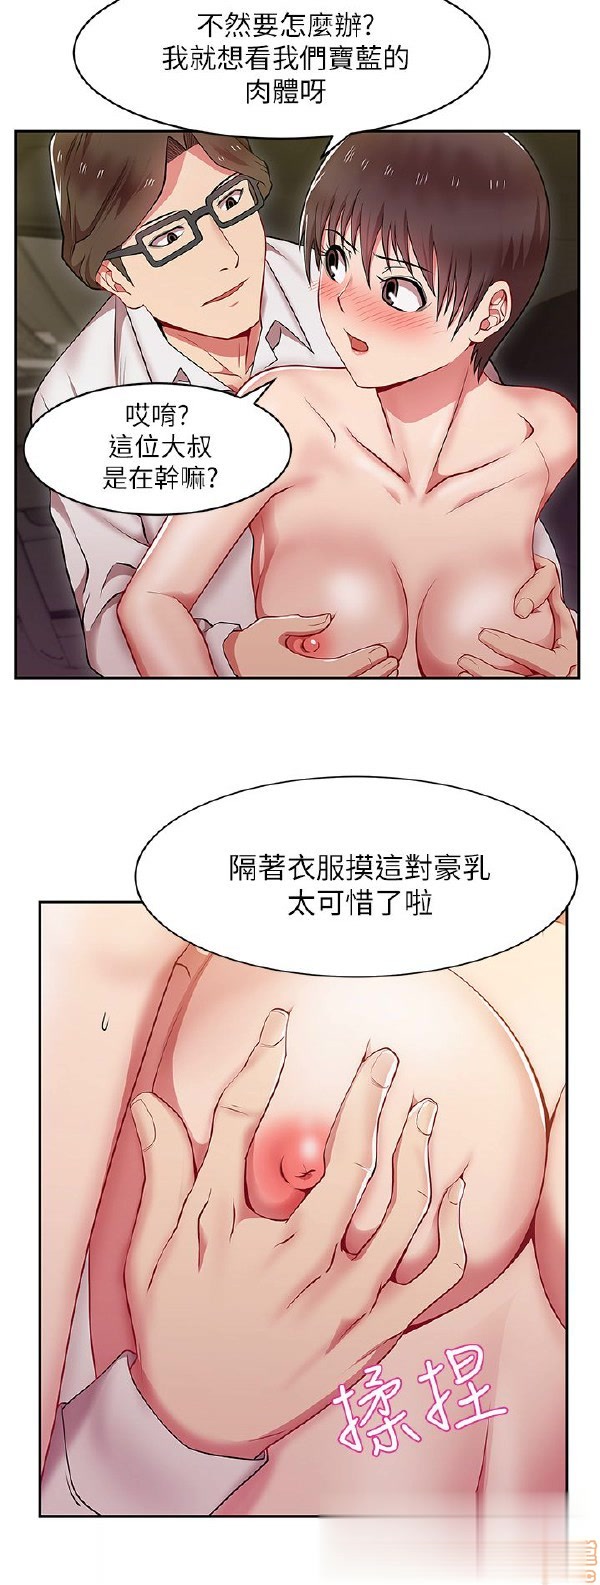 不然要怎麼辦?
我就想看我們寶藍的
肉體呀
哎唷?
這位大叔
是在幹嘛?
隔著衣服摸這對豪乳
太可惜了啦
揉捏